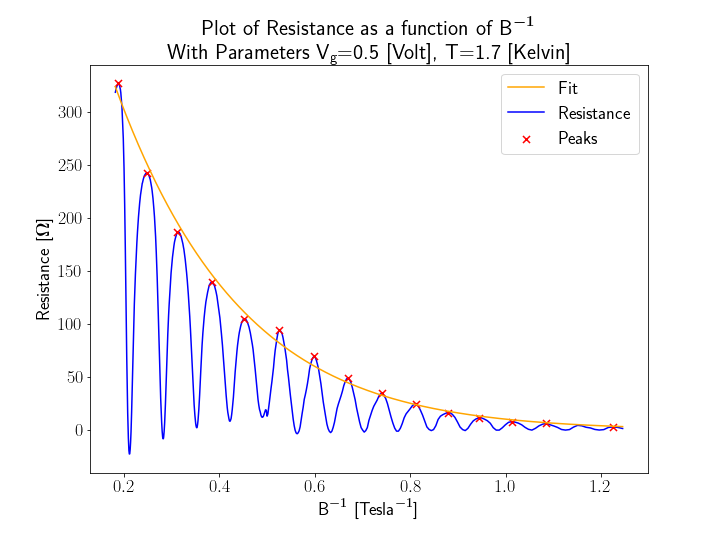 Plot of Resistance as a function of B⁻¹
With Parameters V_g=0.5 [Volt], T=1.7 [Kelvin]
Fit
Resistance
Peaks
Resistance [Ω]
300
250
200
150
100
50
0
0.2 0.4 0.6 0.8 1.0 1.2
B⁻¹ [Tesla⁻¹]